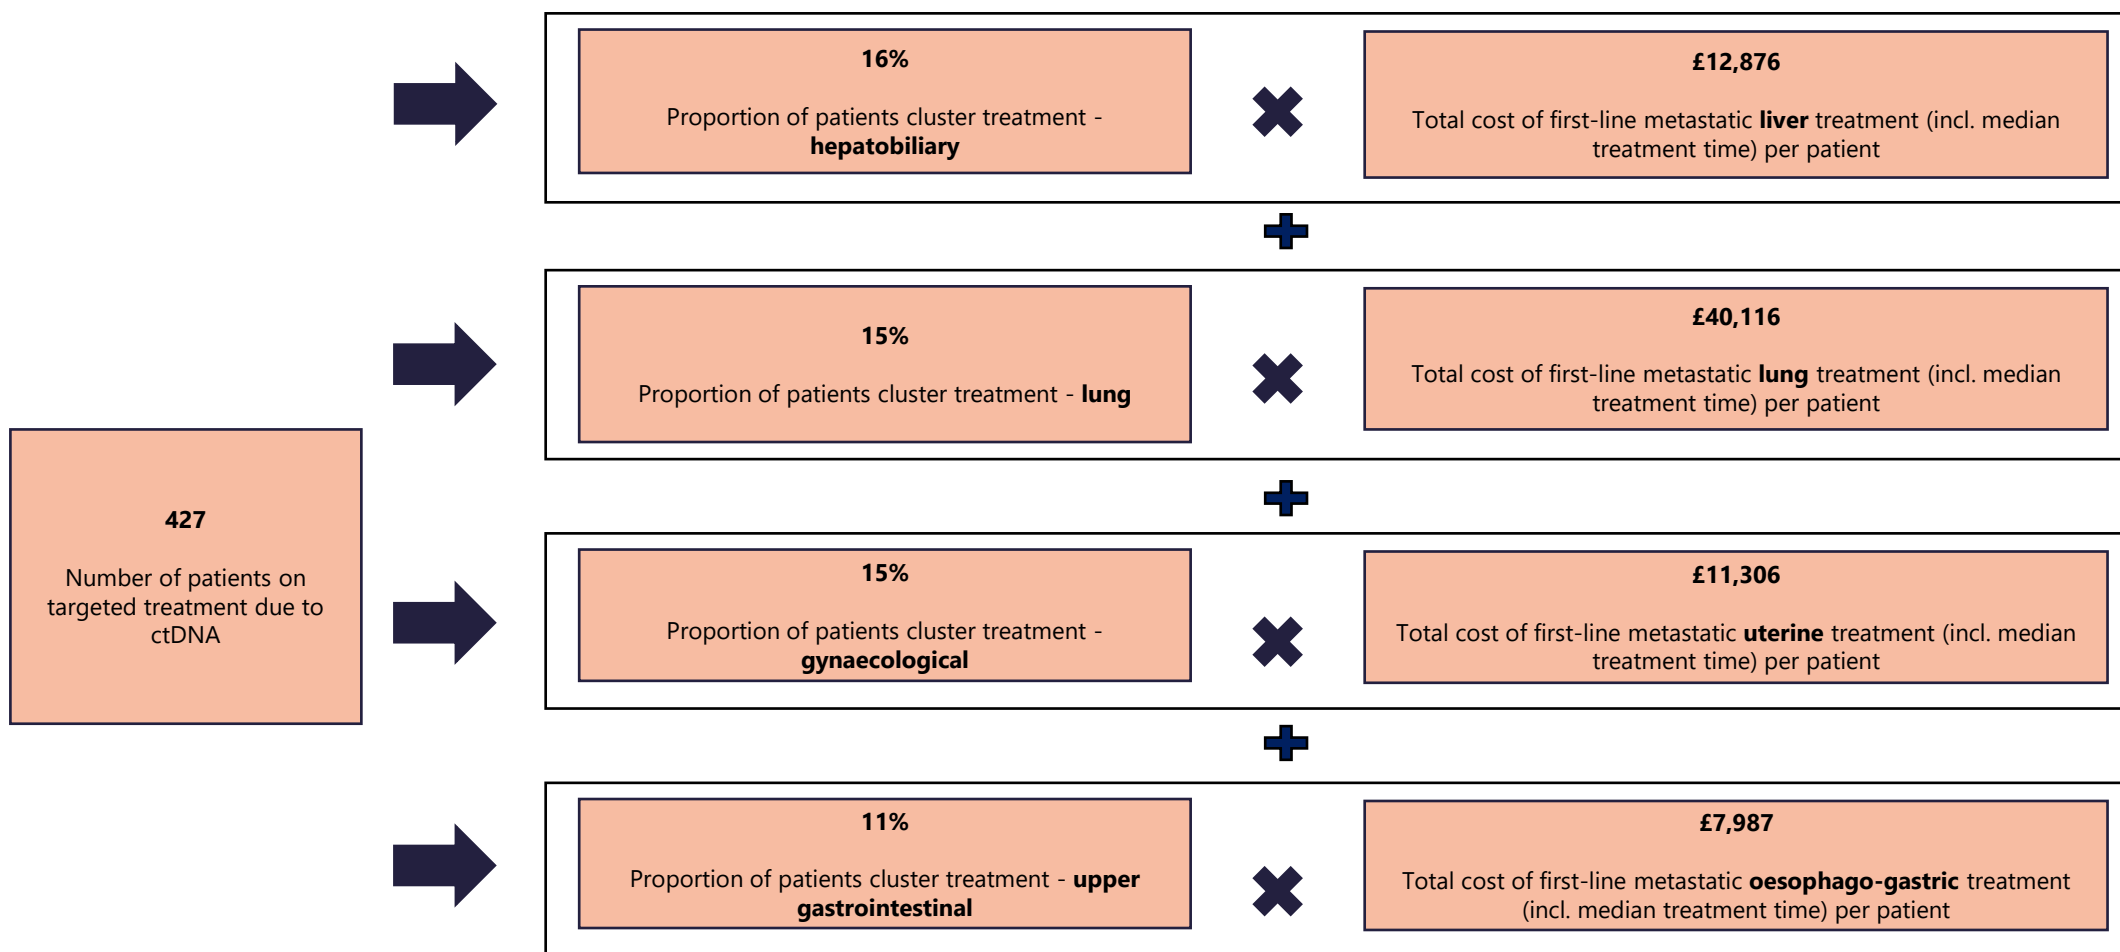 16%
Proportion of patients cluster treatment -
hepatobiliary
£12,876
Total cost of first-line metastatic liver treatment (incl. median
treatment time) per patient
15%
Proportion of patients cluster treatment - lung
£40,116
Total cost of first-line metastatic lung treatment (incl. median
treatment time) per patient
427
Number of patients on
targeted treatment due to
ctDNA
15%
Proportion of patients cluster treatment -
gynaecological
£11,306
Total cost of first-line metastatic uterine treatment (incl. median
treatment time) per patient
11%
Proportion of patients cluster treatment - upper
gastrointestinal
£7,987
Total cost of first-line metastatic oesophago-gastric treatment
(incl. median treatment time) per patient